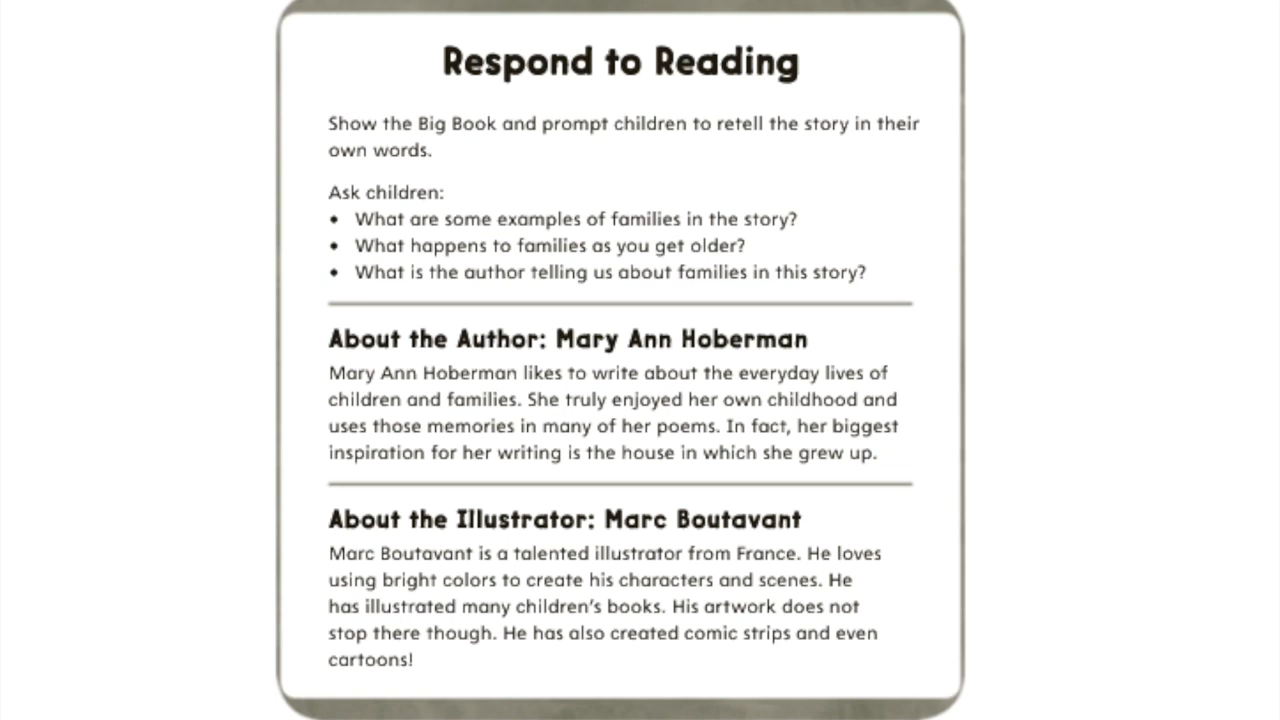 Respond to Reading
Show the Big Book and prompt children to retell the story in their
own words.
Ask children:
• What are some examples of families in the story?
• What happens to families as you get older?
• What is the author telling us about families in this story?
About the Author: Mary Ann Hoberman
Mary Ann Hoberman likes to write about the everyday lives of
children and families. She truly enjoyed her own childhood and
uses those memories in many of her poems. In fact, her biggest
inspiration for her writing is the house in which she grew up.
About the Illustrator: Marc Boutavant
Marc Boutavant is a talented illustrator from France. He loves
using bright colors to create his characters and scenes. He
has illustrated many children's books. His artwork does not
stop there though. He has also created comic strips and even
cartoons!